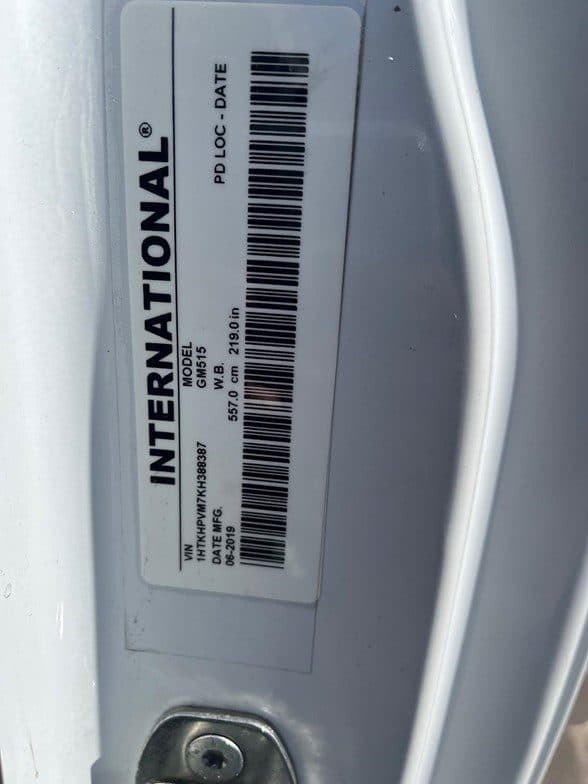 INTERNATIONAL®
VIN
1HTKHPVM7KH388387
MODEL
GM515
DATE MFG.
06-2019
W.B.
557.0 cm 219.0 in
PD LOC - DATE